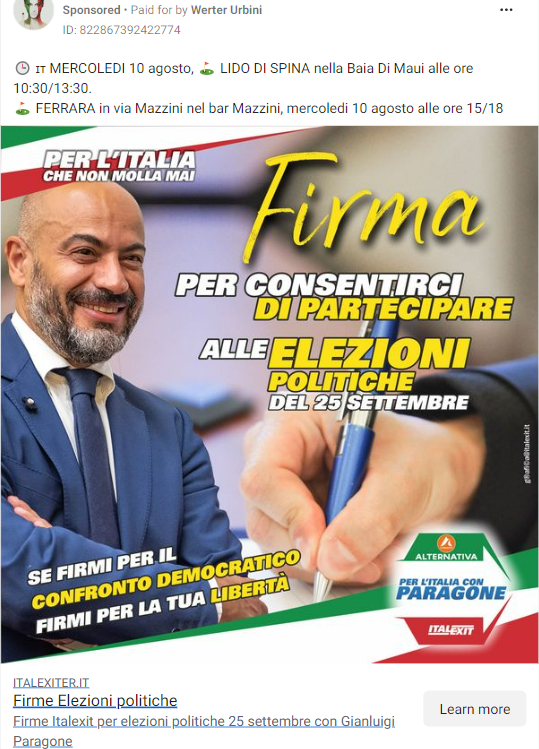 Sponsored • Paid for by Werter Urbini
ID: 822867392422774
🕒 IT MERCOLEDI 10 agosto, ⛳ LIDO DI SPINA nella Baia Di Maui alle ore
10:30/13:30.
⛳ FERRARA in via Mazzini nel bar Mazzini, mercoledi 10 agosto alle ore 15/18
PER L'ITALIA
CHE NON MOLLA MAI
Firma
PER CONSENTIRCI
DI PARTECIPARE
ALLE ELEZIONI
POLITICHE
DEL 25 SETTEMBRE
grafica@italexit.it
SE FIRMI PER IL
CONFRONTO DEMOCRATICO
FIRMI PER LA TUA LIBERTÀ
ALTERNATIVA
PER L'ITALIA CON
PARAGONE
ITALEXIT
ITALEXITER.IT
Firme Elezioni politiche
Firme Italexit per elezioni politiche 25 settembre con Gianluigi
Paragone
Learn more